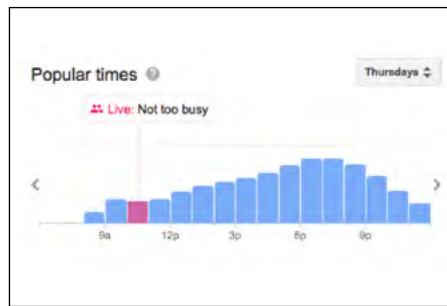 Popular times ?
Thursdays
Live: Not too busy
9a 12p 3p 6p 9p